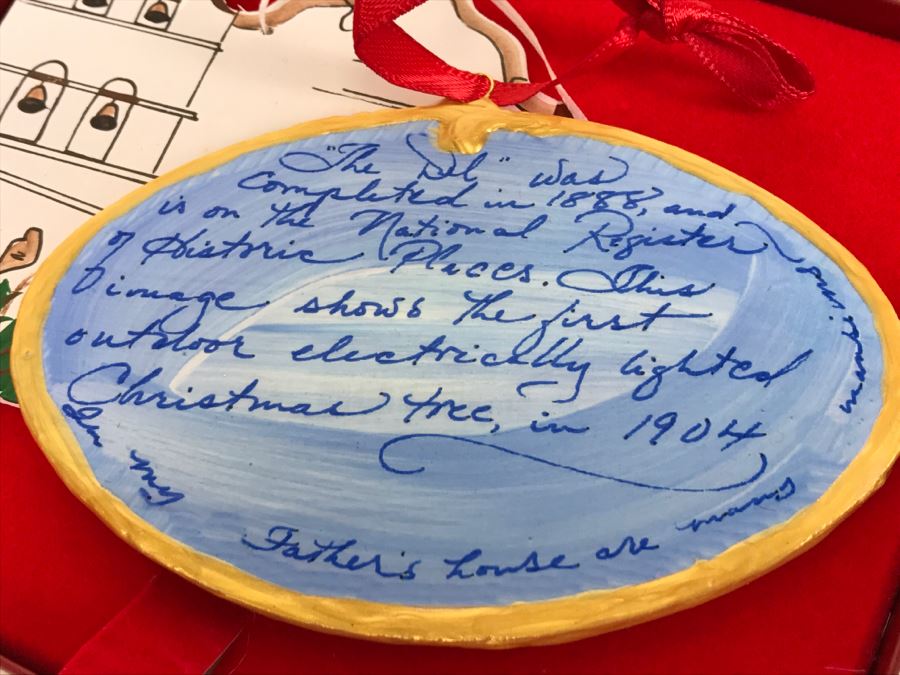 "The Del" was
completed in 1888, and
is on the National Register
of Historic Places. This
image shows the first
outdoor electrically lighted
Christmas tree, in 1904
In my Father's house are many